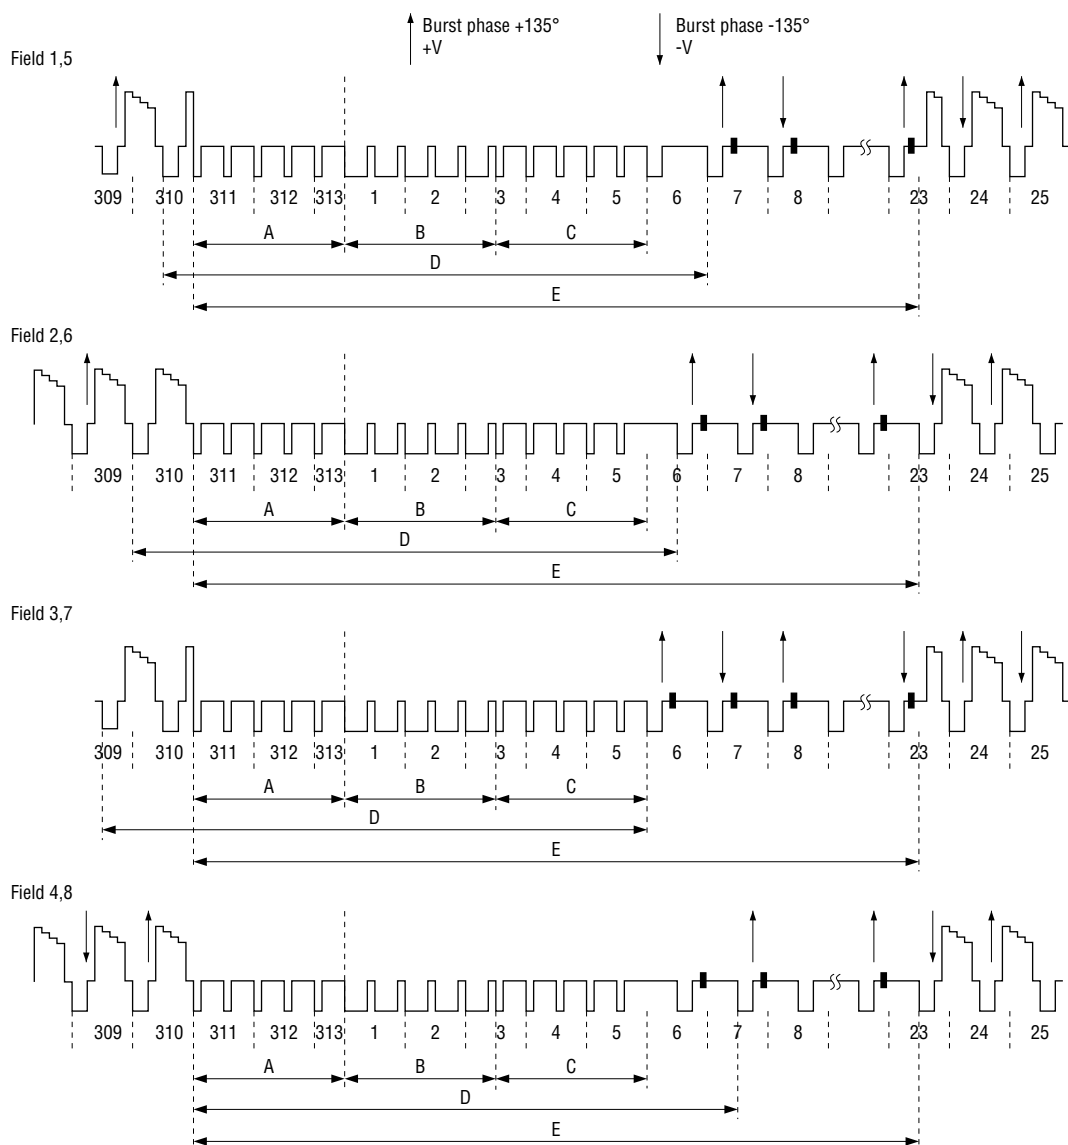 Burst phase +135°
+V
Burst phase -135°
-V
Field 1,5
309 310 311 312 313 1 2 3 4 5 6 7 8 23 24 25
A B C
D
E
Field 2,6
309 310 311 312 313 1 2 3 4 5 6 7 8 23 24 25
A B C
D
E
Field 3,7
309 310 311 312 313 1 2 3 4 5 6 7 8 23 24 25
A B C
D
E
Field 4,8
309 310 311 312 313 1 2 3 4 5 6 7 8 23 24 25
A B C
D
E